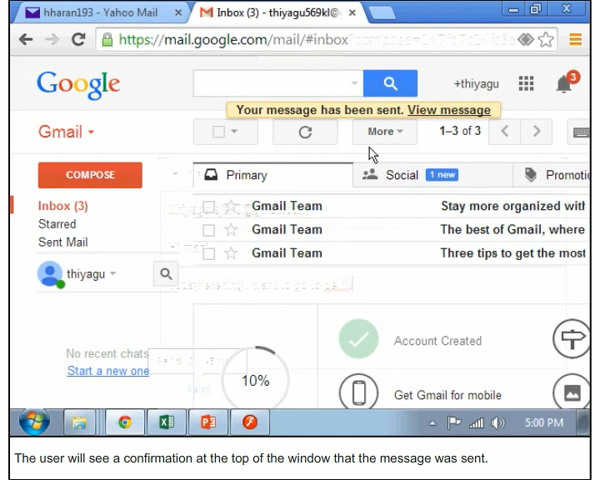 hharan193 - Yahoo Mail
Inbox (3) - thiyagu569kl@
https://mail.google.com/mail/#inbox
Google
+thiyagu
3
Your message has been sent. View message
Gmail
More
1–3 of 3
COMPOSE
Primary
Social
1 new
Promotic
Inbox (3)
Gmail Team
Stay more organized with
Starred
Gmail Team
The best of Gmail, where
Sent Mail
Gmail Team
Three tips to get the most
thiyagu
Account Created
No recent chats
Start a new one
10%
Get Gmail for mobile
5:00 PM
The user will see a confirmation at the top of the window that the message was sent.